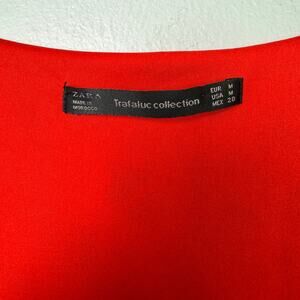 ZARA
MADE IN
MOROCCO
Trafaluc collection
EUR M
USA M
MEX 28